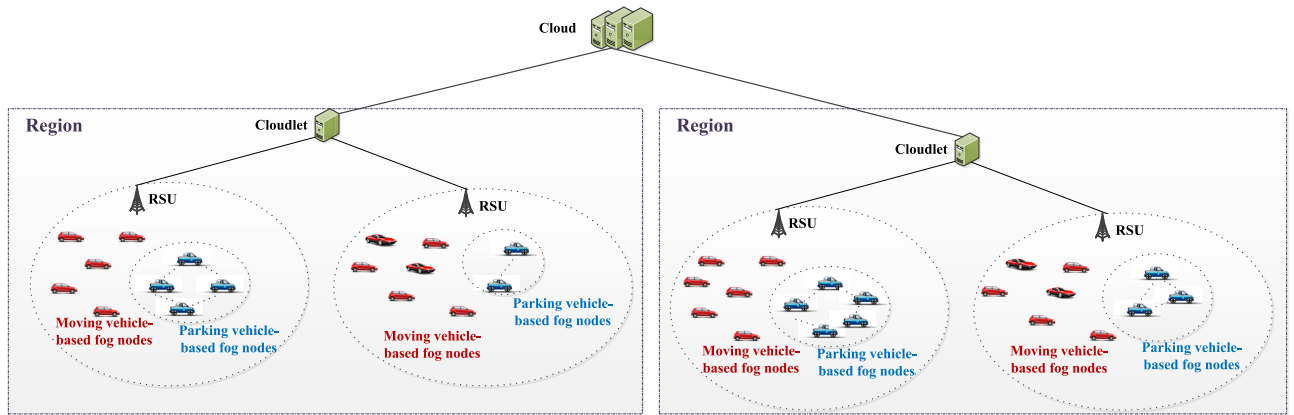 Cloud
Region
Cloudlet
RSU
RSU
Moving vehicle-
based fog nodes
Parking vehicle-
based fog nodes
Moving vehicle-
based fog nodes
Parking vehicle-
based fog nodes
Region
Cloudlet
RSU
RSU
Moving vehicle-
based fog nodes
Parking vehicle-
based fog nodes
Moving vehicle-
based fog nodes
Parking vehicle-
based fog nodes